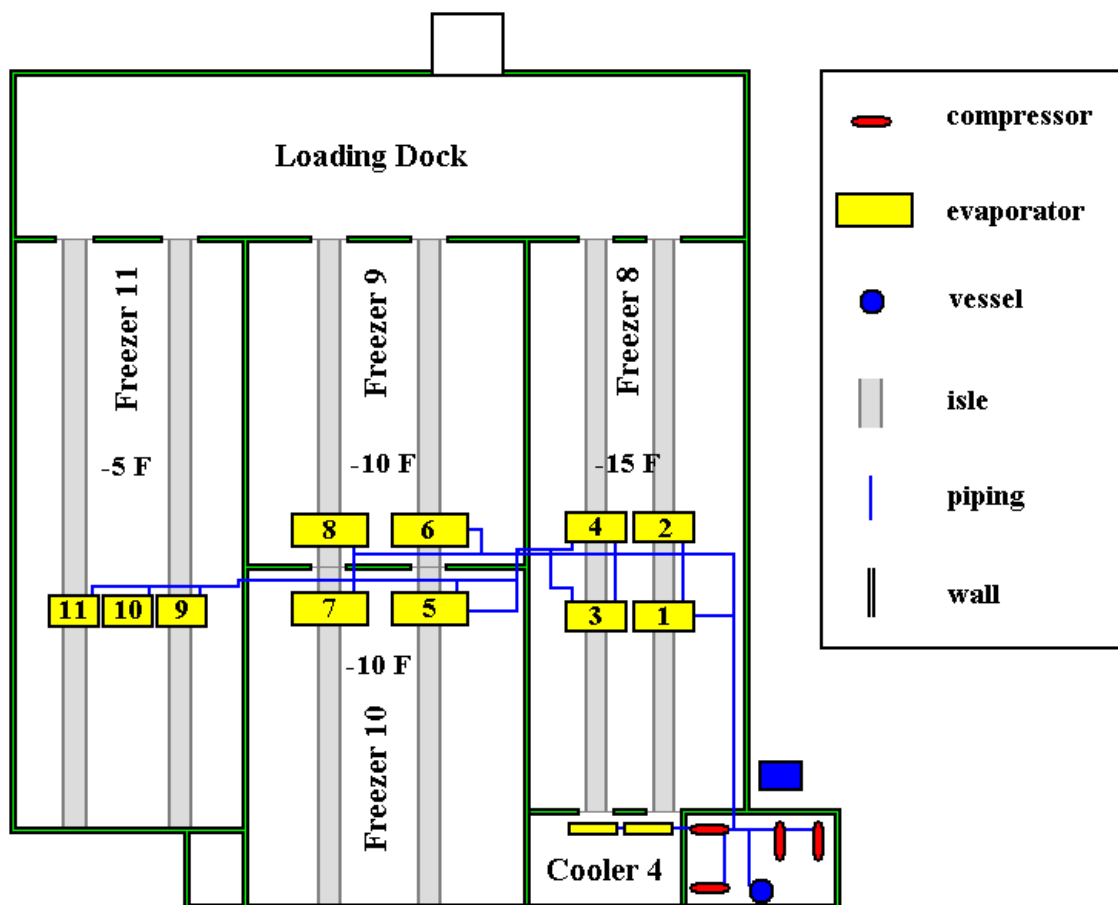 Loading Dock
Freezer 11
Freezer 9
Freezer 8
-5 F
-10 F
-15 F
8
6
4
2
11
10
9
7
5
3
1
-10 F
Freezer 10
Cooler 4
compressor
evaporator
vessel
isle
piping
wall